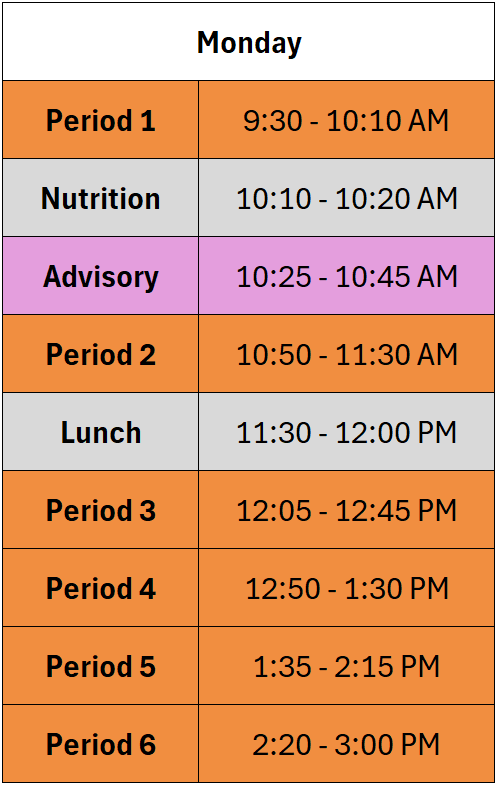 Monday
Period 1 9:30 - 10:10 AM
Nutrition 10:10 - 10:20 AM
Advisory 10:25 - 10:45 AM
Period 2 10:50 - 11:30 AM
Lunch 11:30 - 12:00 PM
Period 3 12:05 - 12:45 PM
Period 4 12:50 - 1:30 PM
Period 5 1:35 - 2:15 PM
Period 6 2:20 - 3:00 PM